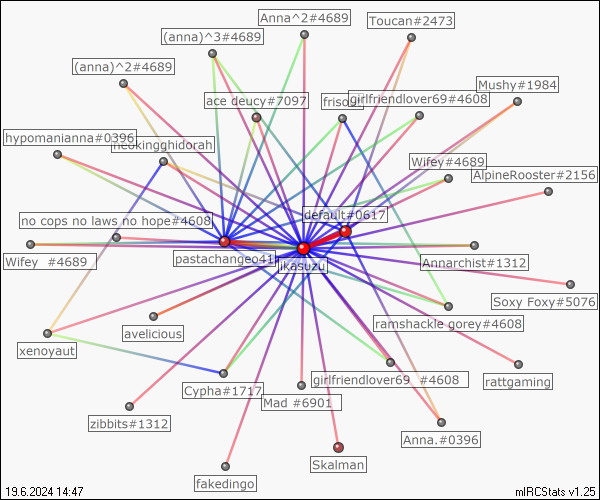 Anna^2#4689
Toucan#2473
(anna)^3#4689
(anna)^2#4689
Mushy#1984
ace deucy#7097
girlfriendlover69#4608
hypomanianna#0396
neokingghidorah
Wifey#4689
AlpineRooster#2156
default#0617
no cops no laws no hope#4608
pastachangeo41
ikasuzu
Wifey _#4689
Annarchist#1312
Soxy Foxy#5076
ramshackle gorey#4608
avelicious
xenoyaut
Cypha#1717
girlfriendlover69_#4608
rattgaming
Mad_#6901
zibbits#1312
Anna.#0396
Skalman
fakedingo
19.6.2024 14:47
mIRCStats v1.25